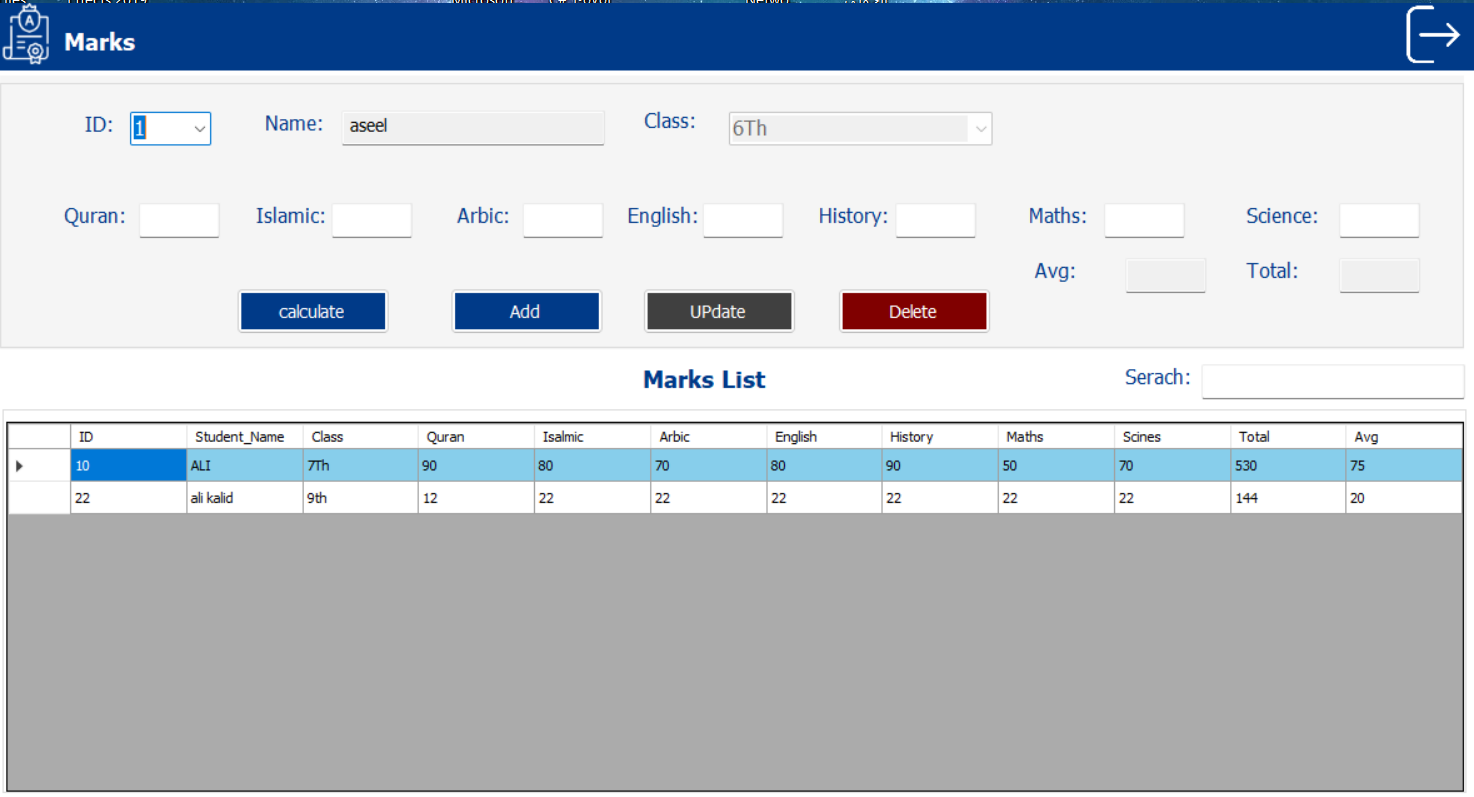 A
Marks
ID: 1 Name: aseel Class: 6Th
Quran: Islamic: Arbic: English: History: Maths: Science:
Avg: Total:
calculate Add UPdate Delete
Marks List Serach:
ID Student_Name Class Quran Isalmic Arbic English History Maths Scines Total Avg
10 ALI 7Th 90 80 70 80 90 50 70 530 75
22 ali kalid 9th 12 22 22 22 22 22 22 144 20